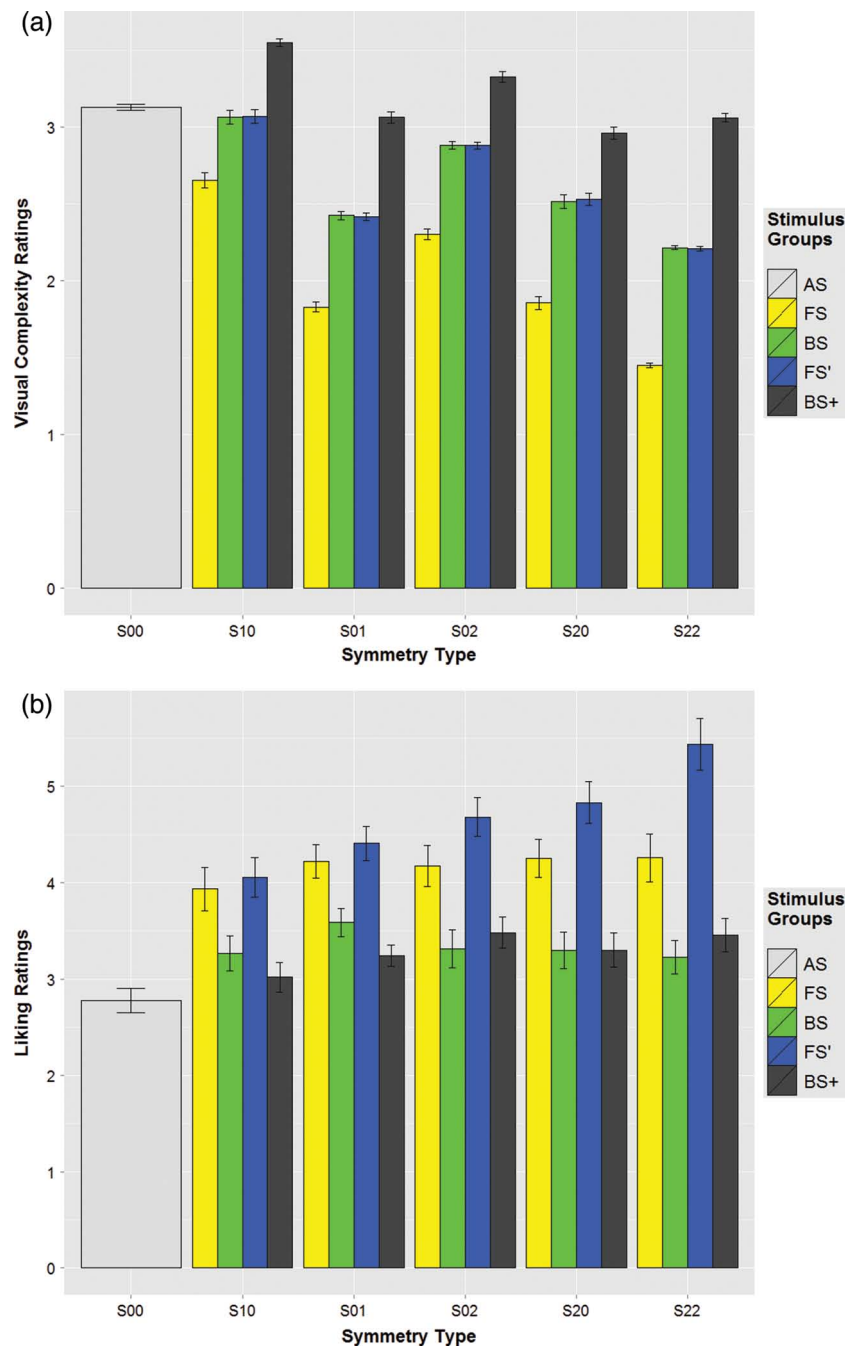 (a)
3
2
1
0
Visual Complexity Ratings
S00 S10 S01 S02 S20 S22
Symmetry Type
Stimulus
Groups
AS
FS
BS
FS'
BS+
(b)
5
4
3
2
1
0
Liking Ratings
S00 S10 S01 S02 S20 S22
Symmetry Type
Stimulus
Groups
AS
FS
BS
FS'
BS+